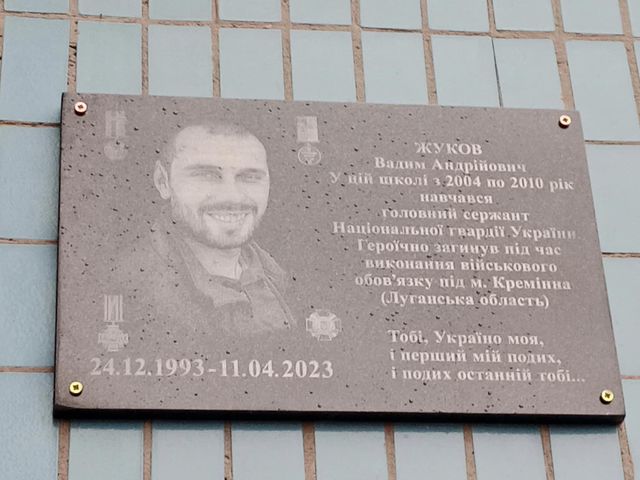 ЖУКОВ
Вадим Андрійович
У цій школі з 2004 по 2010 рік
навчався
головний сержант
Національної гвардії України.
Героїчно загинув під час
виконання військового
обов'язку під м. Кремінна
(Луганська область)
Тобі, Україно моя,
і перший мій подих,
і подих останній тобі...
24.12.1993-11.04.2023